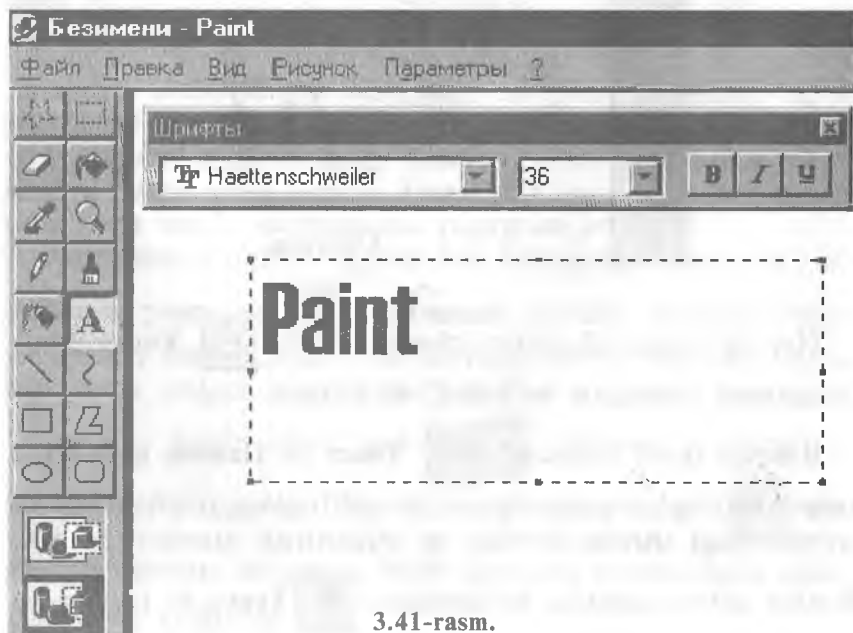 Безимени - Paint
Файл Правка Вид Рисунок Параметры ?
Шрифты
Haettenschweiler 36 B I U
A
Paint
3.41-rasm.